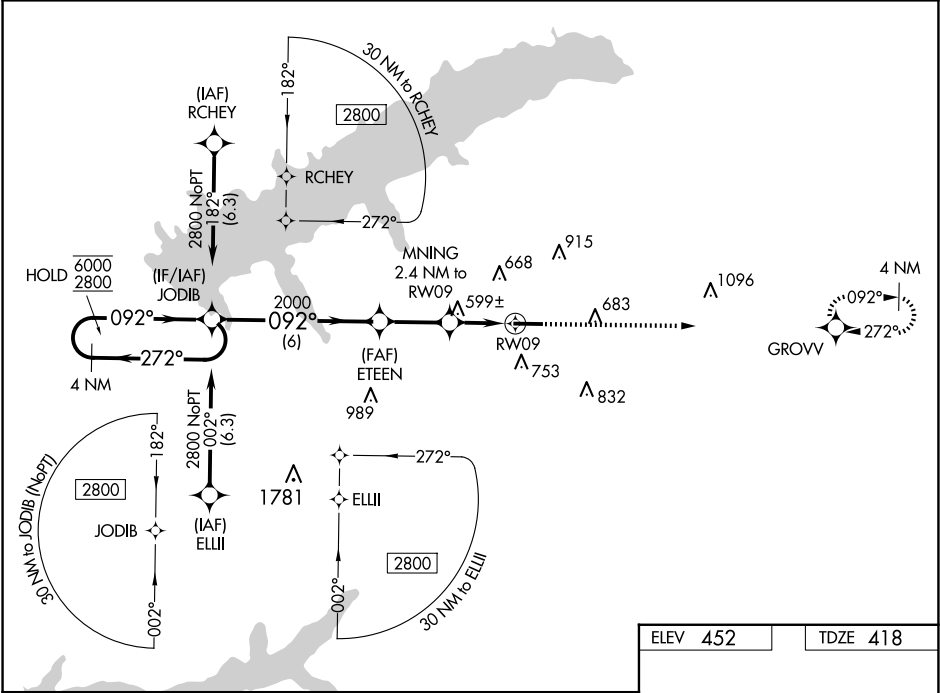 (IAF)
RCHEY
2800 NoPT
182°
(6.3)
182°
30 NM to RCHEY
2800
RCHEY
272°
HOLD
6000
2800
(IF/IAF)
JODIB
092°
272°
4 NM
2000
092°
(6)
(FAF)
ETEEN
MNING
2.4 NM to
RW09
599±
668
915
683
1096
RW09
753
832
989
1781
4 NM
092°
272°
GROVV
2800 NoPT
002°
(6.3)
(IAF)
ELLII
30 NM to JODIB (NoPT)
182°
2800
JODIB
002°
272°
ELLII
2800
002°
30 NM to ELLII
ELEV 452
TDZE 418